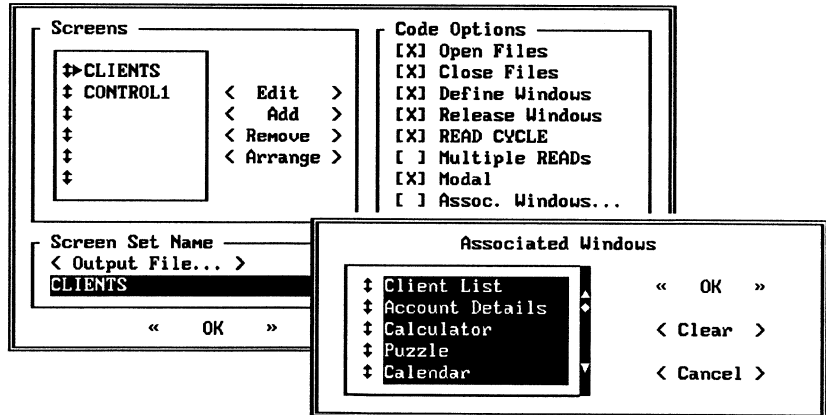 Screens
CLIENTS
CONTROL1
< Edit >
< Add >
< Remove >
< Arrange >
Code Options
[X] Open Files
[X] Close Files
[X] Define Windows
[X] Release Windows
[X] READ CYCLE
[ ] Multiple READs
[X] Modal
[ ] Assoc. Windows...
Screen Set Name
< Output File... >
CLIENTS
« OK »
Associated Windows
Client List
Account Details
Calculator
Puzzle
Calendar
« OK »
< Clear >
< Cancel >